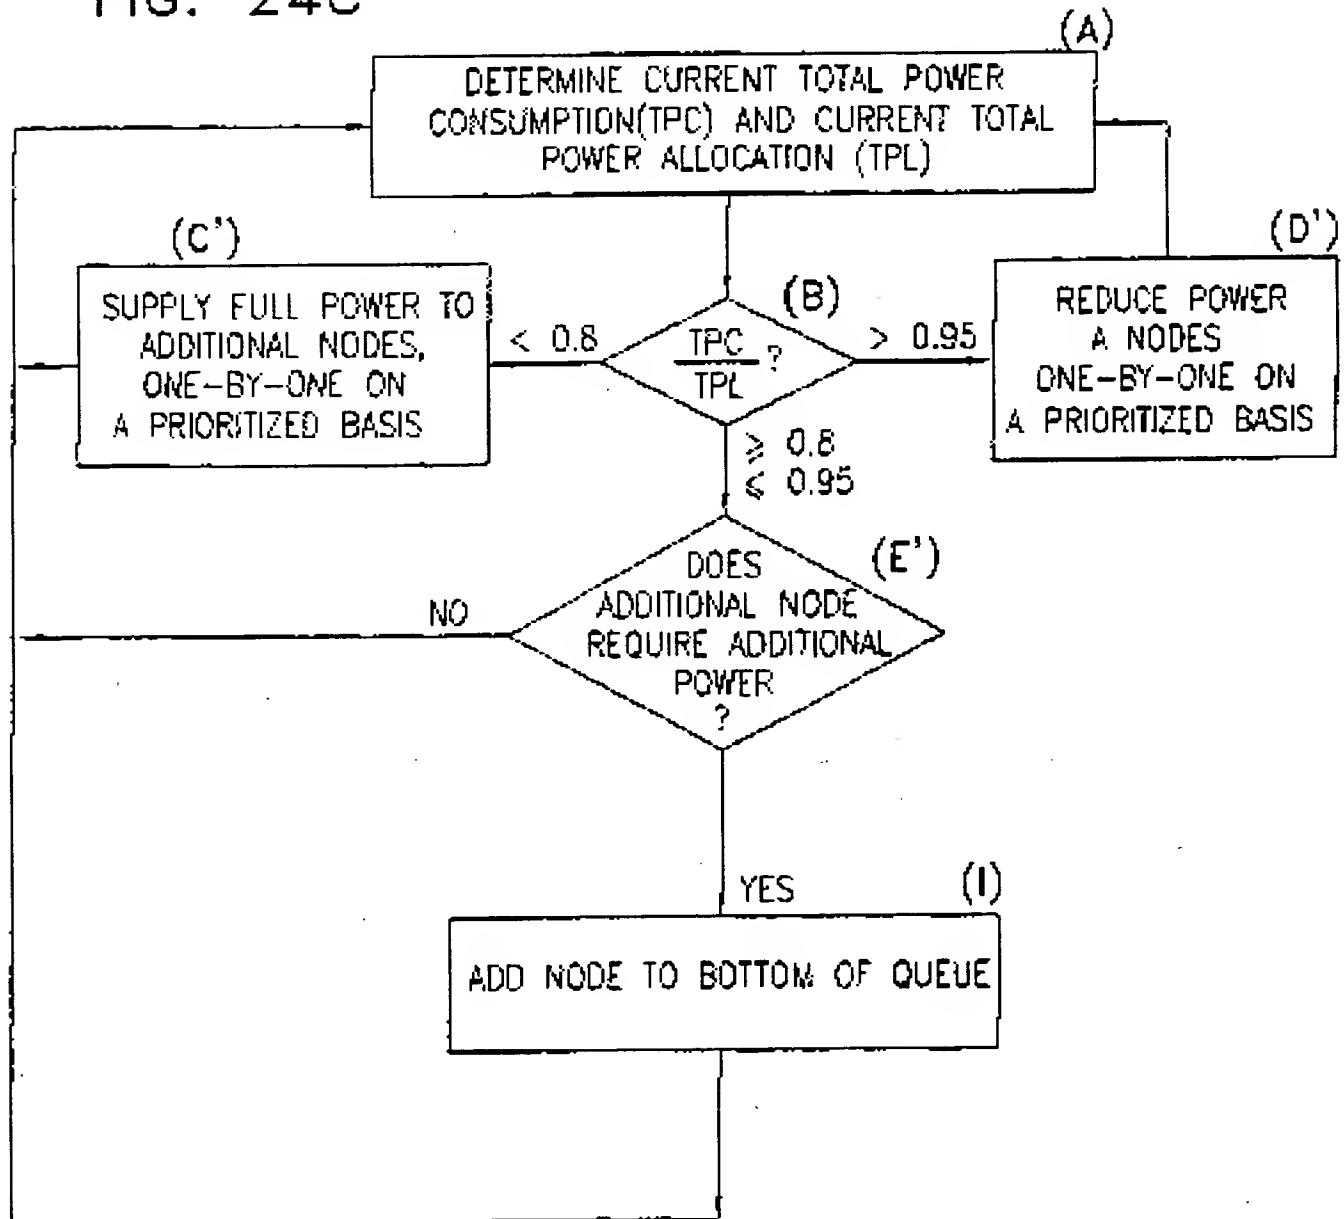 FIG. 24C
(A)
DETERMINE CURRENT TOTAL POWER
CONSUMPTION(TPC) AND CURRENT TOTAL
POWER ALLOCATION (TPL)
(C')
SUPPLY FULL POWER TO
ADDITIONAL NODES,
ONE-BY-ONE ON
A PRIORITIZED BASIS
< 0.8
(B)
TPC
TPL
?
> 0.95
(D')
REDUCE POWER
A NODES
ONE-BY-ONE ON
A PRIORITIZED BASIS
≥ 0.8
≤ 0.95
(E')
DOES
ADDITIONAL NODE
REQUIRE ADDITIONAL
POWER
?
NO
YES
(I)
ADD NODE TO BOTTOM OF QUEUE